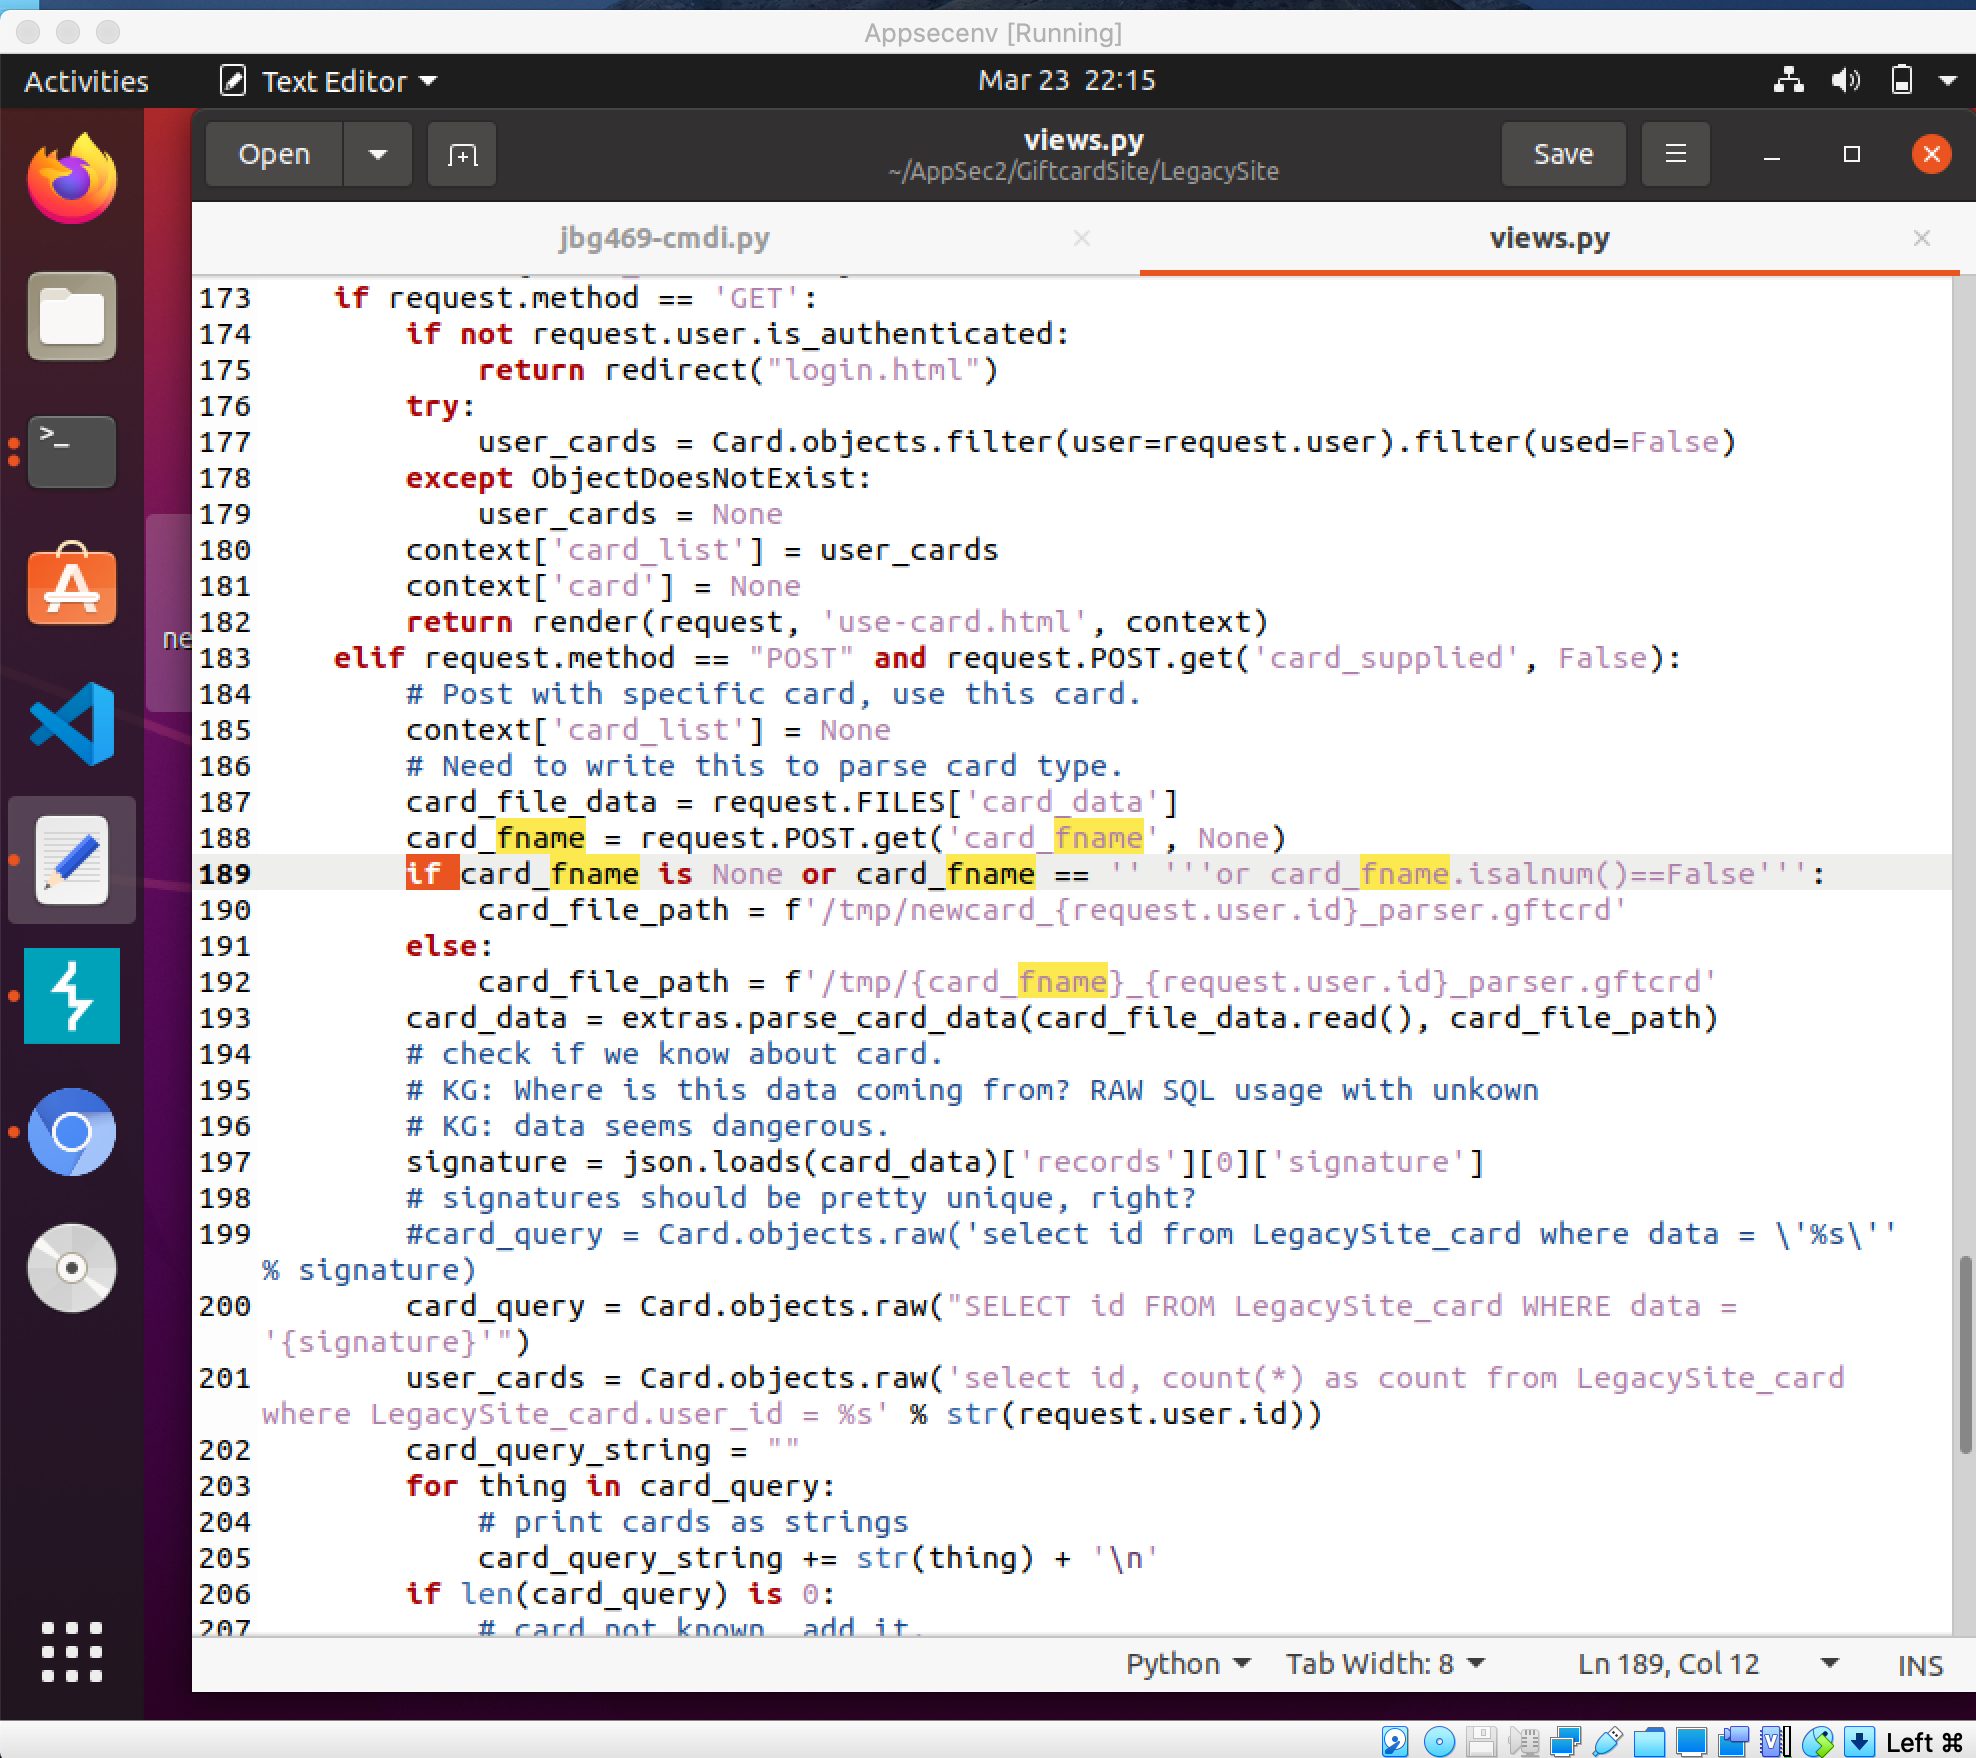 Appsecenv [Running]
Activities
Text Editor
Mar 23 22:15
Open
views.py
~/AppSec2/GiftcardSite/LegacySite
Save
jbg469-cmdi.py
views.py
173     if request.method == 'GET':
174         if not request.user.is_authenticated:
175             return redirect("login.html")
176         try:
177             user_cards = Card.objects.filter(user=request.user).filter(used=False)
178         except ObjectDoesNotExist:
179             user_cards = None
180         context['card_list'] = user_cards
181         context['card'] = None
182         return render(request, 'use-card.html', context)
183     elif request.method == "POST" and request.POST.get('card_supplied', False):
184         # Post with specific card, use this card.
185         context['card_list'] = None
186         # Need to write this to parse card type.
187         card_file_data = request.FILES['card_data']
188         card_fname = request.POST.get('card_fname', None)
189         if card_fname is None or card_fname == '' '''or card_fname.isalnum()==False''':
190             card_file_path = f'/tmp/newcard_{request.user.id}_parser.gftcrd'
191         else:
192             card_file_path = f'/tmp/{card_fname}_{request.user.id}_parser.gftcrd'
193         card_data = extras.parse_card_data(card_file_data.read(), card_file_path)
194         # check if we know about card.
195         # KG: Where is this data coming from? RAW SQL usage with unkown
196         # KG: data seems dangerous.
197         signature = json.loads(card_data)['records'][0]['signature']
198         # signatures should be pretty unique, right?
199         #card_query = Card.objects.raw('select id from LegacySite_card where data = \'%s\''
% signature)
200         card_query = Card.objects.raw("SELECT id FROM LegacySite_card WHERE data =
'{signature}'")
201         user_cards = Card.objects.raw('select id, count(*) as count from LegacySite_card
where LegacySite_card.user_id = %s' % str(request.user.id))
202         card_query_string = ""
203         for thing in card_query:
204             # print cards as strings
205             card_query_string += str(thing) + '\n'
206         if len(card_query) is 0:
207             # card not known, add it.
ne
Python
Tab Width: 8
Ln 189, Col 12
INS
Left ⌘